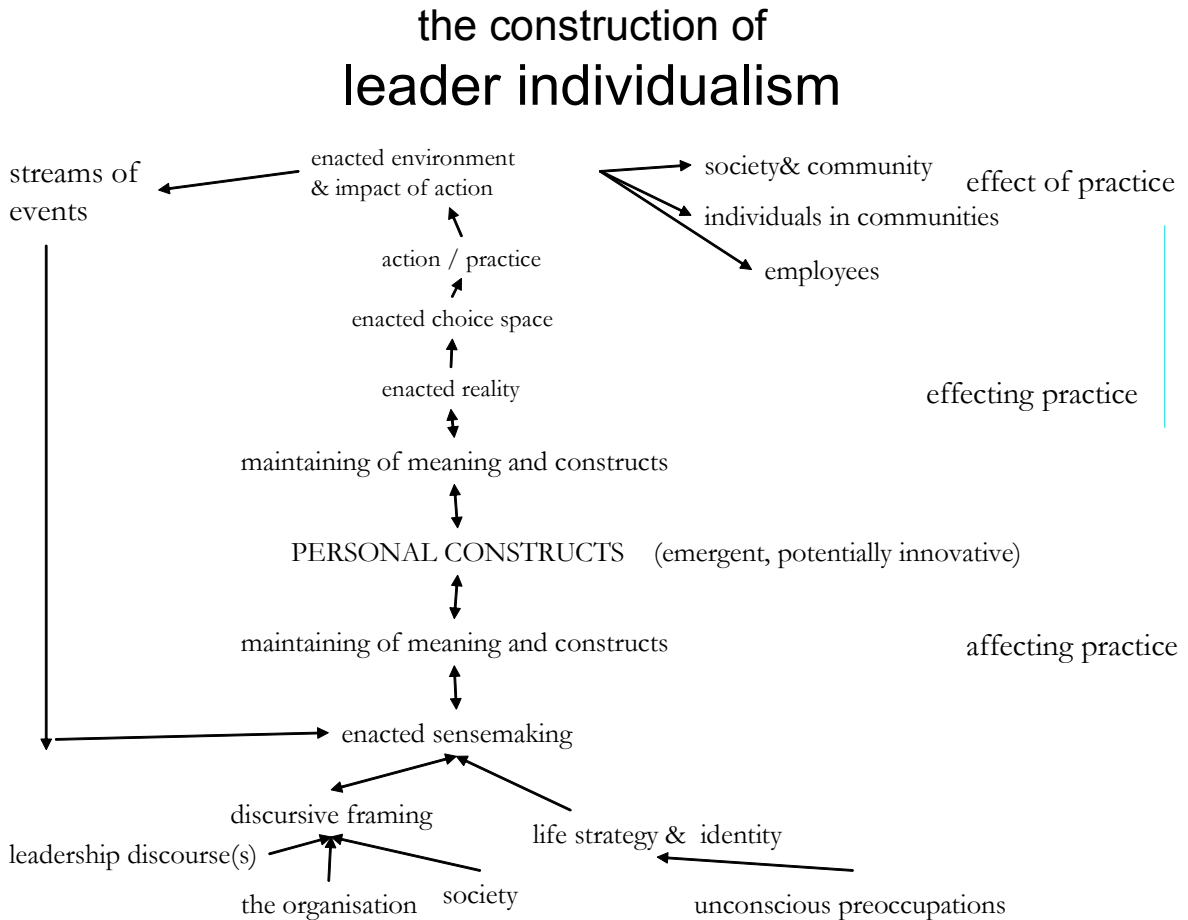 the construction of
leader individualism
streams of
events
enacted environment
& impact of action
society& community
individuals in communities
employees
effect of practice
action / practice
enacted choice space
enacted reality
effecting practice
maintaining of meaning and constructs
PERSONAL CONSTRUCTS (emergent, potentially innovative)
maintaining of meaning and constructs
affecting practice
enacted sensemaking
discursive framing
life strategy & identity
leadership discourse(s)
the organisation
society
unconscious preoccupations